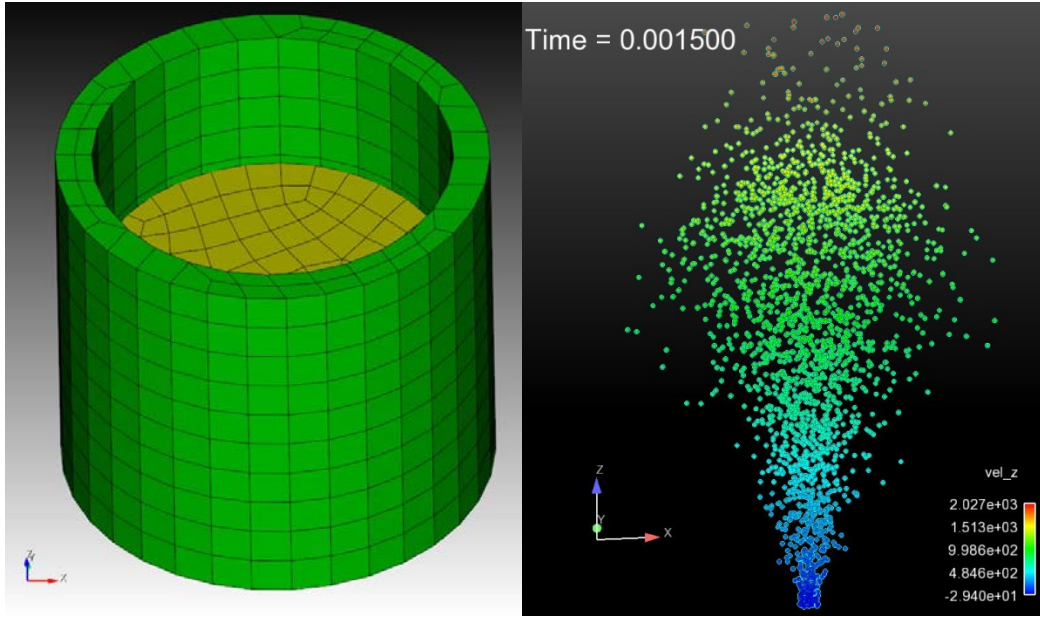 Time = 0.001500
Z
Y
X
Z
Y
X
vel_z
2.027e+03
1.513e+03
9.986e+02
4.846e+02
-2.940e+01